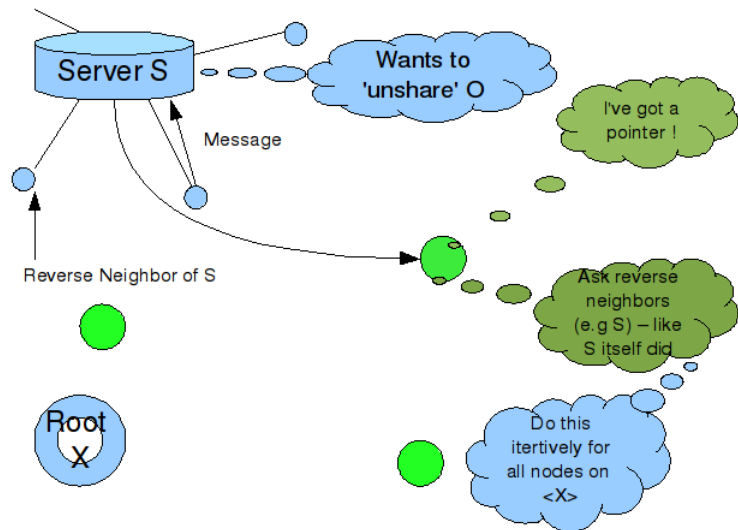 Server S
Wants to
'unshare' O
I've got a
pointer !
Message
Reverse Neighbor of S
Ask reverse
neighbors
(e.g S) – like
S itself did
Root
X
Do this
itertively for
all nodes on
<X>